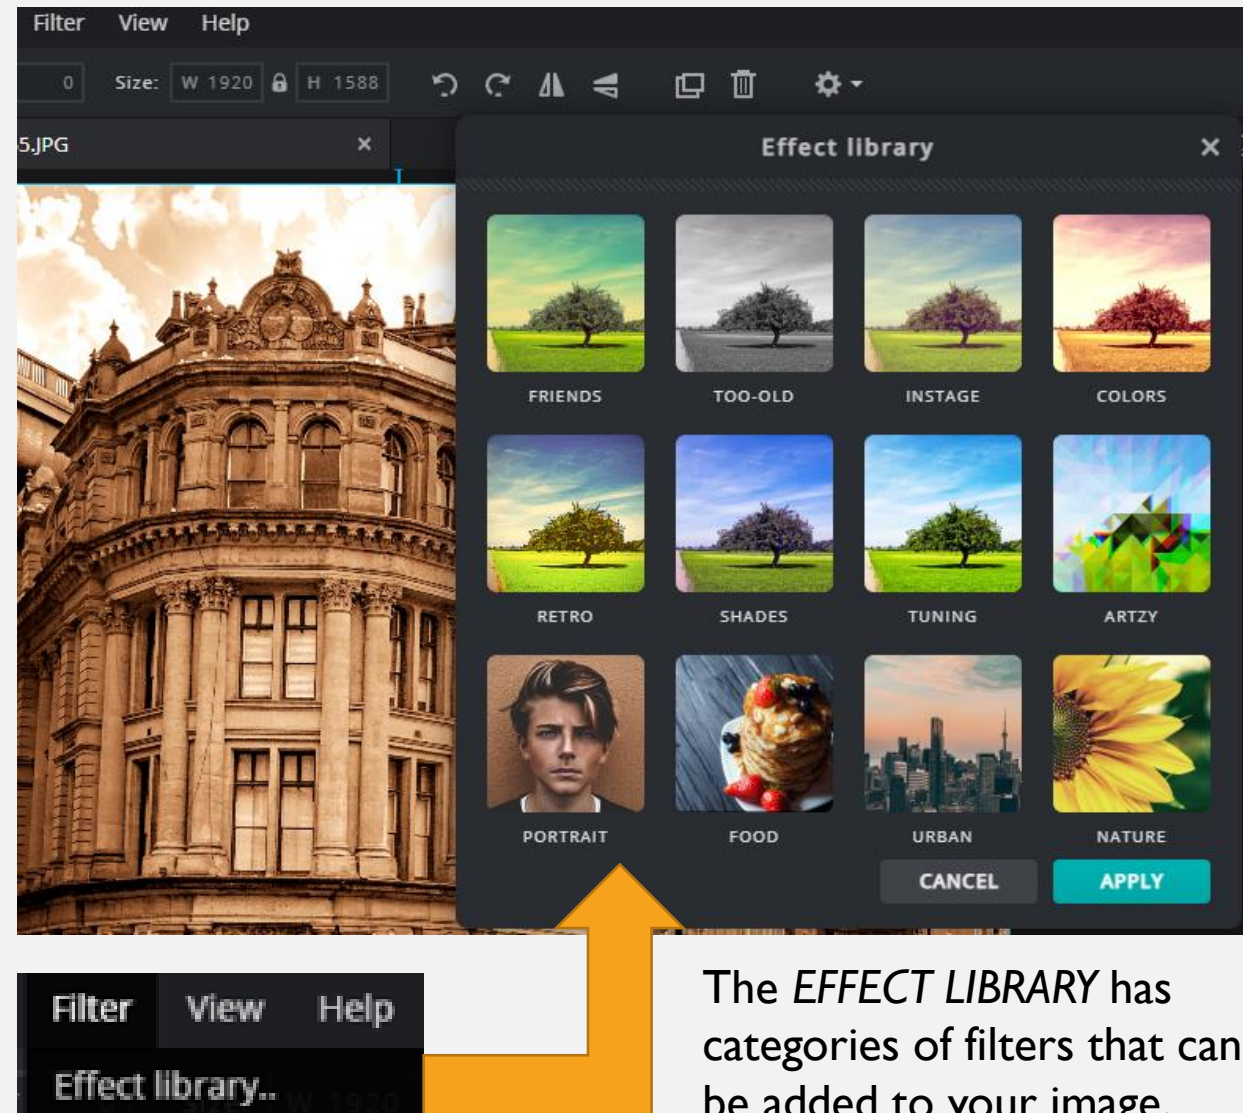 Filter View Help
0 Size: W 1920 H 1588
5.JPG
Effect library
FRIENDS TOO-OLD INSTAGE COLORS
RETRO SHADES TUNING ARTZY
PORTRAIT FOOD URBAN NATURE
CANCEL APPLY
Filter View Help
Effect library..
W 1920
The EFFECT LIBRARY has
categories of filters that can
be added to your image.